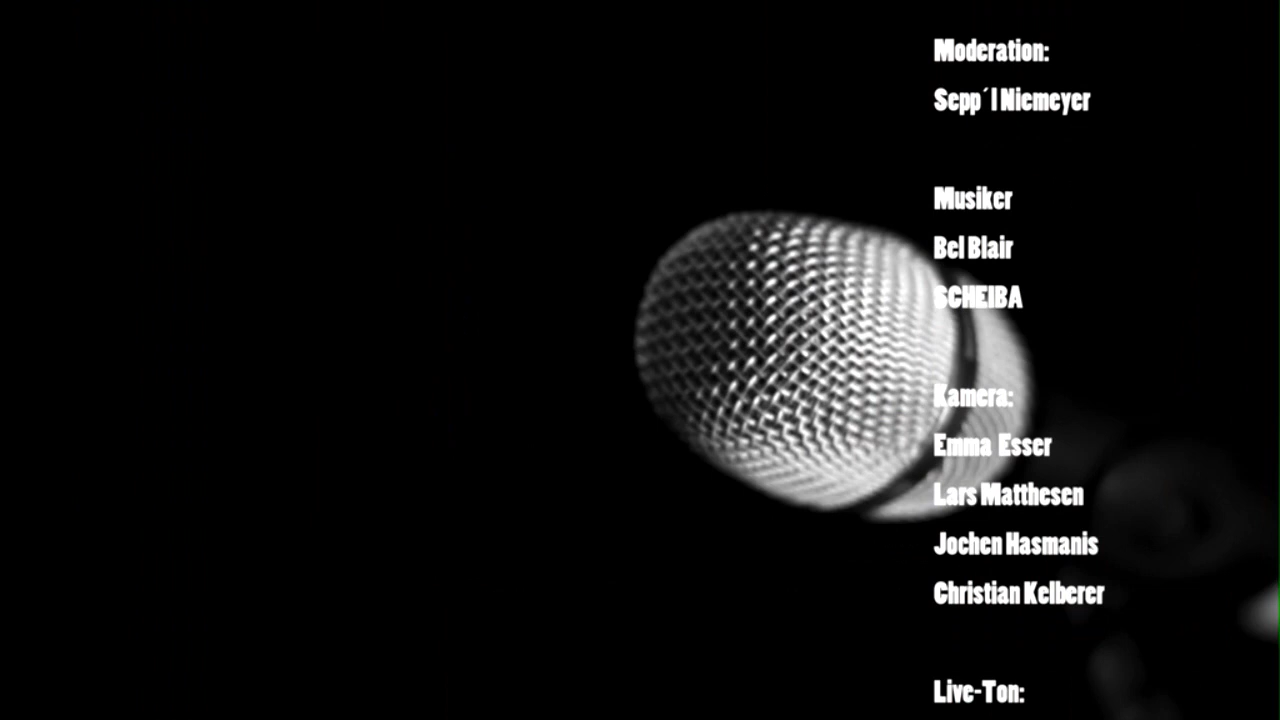 Moderation:
Sepp´l Niemeyer
Musiker
Bel Blair
SCHEIBA
Kamera:
Emma Esser
Lars Matthesen
Jochen Hasmanis
Christian Kelberer
Live-Ton: